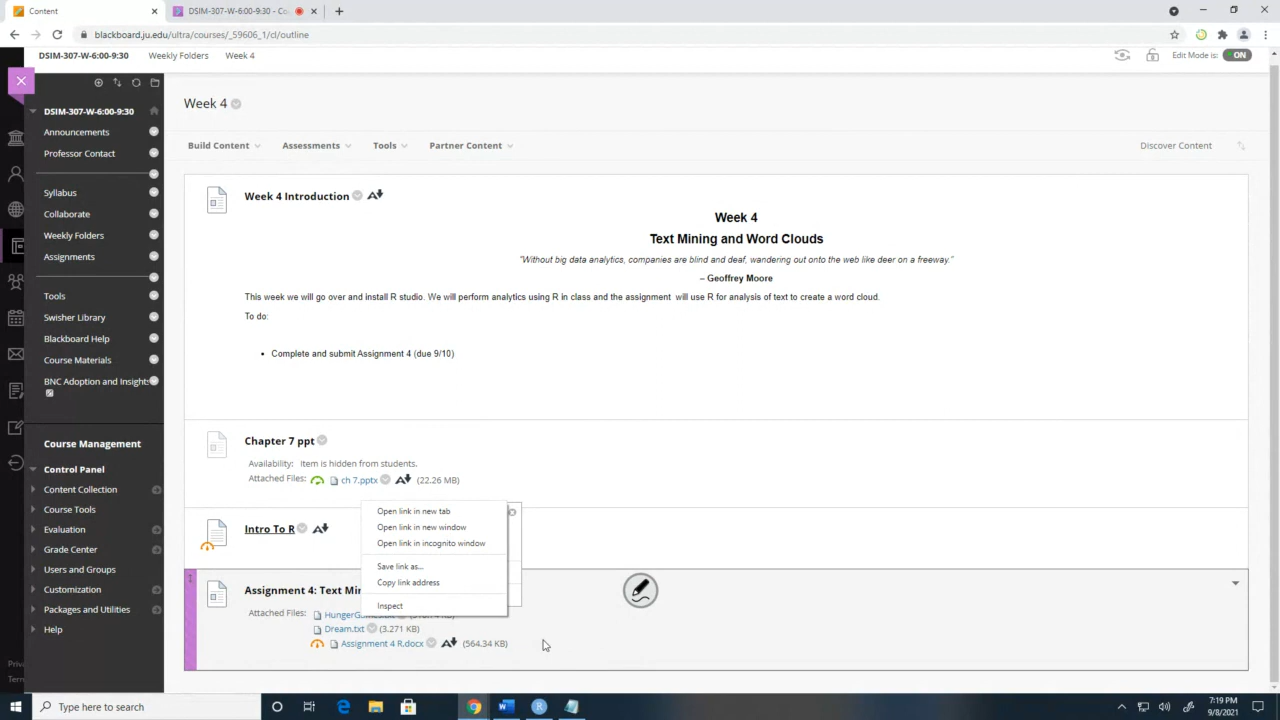 Content
DSIM-307-W-6:00-9:30 - Co
blackboard.ju.edu/ultra/courses/_59606_1/cl/outline
DSIM-307-W-6:00-9:30
Weekly Folders
Week 4
Edit Mode is:
ON
DSIM-307-W-6:00-9:30
Announcements
Professor Contact
Syllabus
Collaborate
Weekly Folders
Assignments
Tools
Swisher Library
Blackboard Help
Course Materials
BNC Adoption and Insights
Course Management
Control Panel
Content Collection
Course Tools
Evaluation
Grade Center
Users and Groups
Customization
Packages and Utilities
Help
Priv
Tern
Week 4
Build Content
Assessments
Tools
Partner Content
Discover Content
Week 4 Introduction
Week 4
Text Mining and Word Clouds
"Without big data analytics, companies are blind and deaf, wandering out onto the web like deer on a freeway."
– Geoffrey Moore
This week we will go over and install R studio. We will perform analytics using R in class and the assignment will use R for analysis of text to create a word cloud.
To do:
• Complete and submit Assignment 4 (due 9/10)
Chapter 7 ppt
Availability: Item is hidden from students.
Attached Files: ch 7.pptx (22.26 MB)
Intro To R
Open link in new tab
Open link in new window
Open link in incognito window
Save link as...
Copy link address
Inspect
Assignment 4: Text Min
Attached Files:
Dream.txt (3.271 KB)
Assignment 4 R.docx (564.34 KB)
Type here to search
7:19 PM
9/8/2021